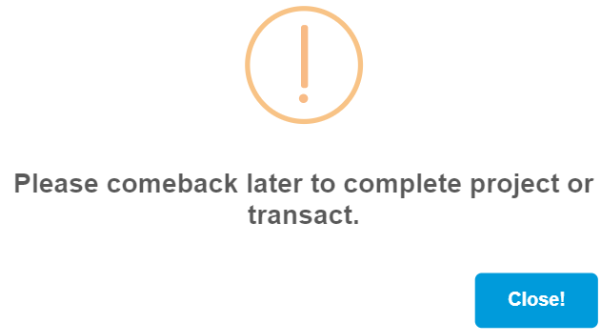 Please comeback later to complete project or
transact.
Close!